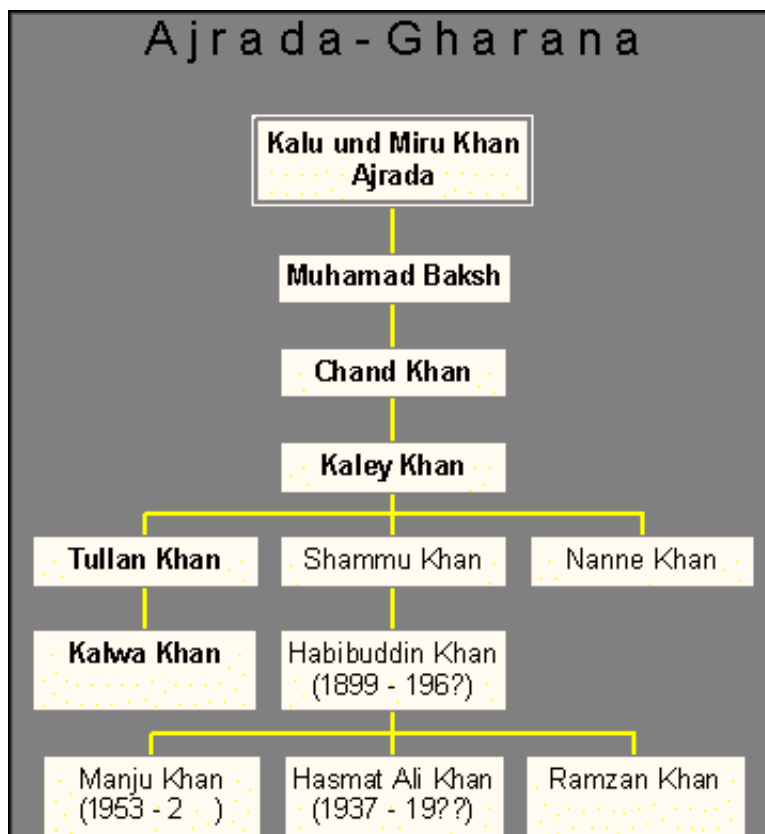 Ajrada-Gharana
Kalu und Miru Khan
Ajrada
Muhamad Baksh
Chand Khan
Kaley Khan
Tullan Khan
Shammu Khan
Nanne Khan
Kalwa Khan
Habibuddin Khan
(1899 - 196?)
Manju Khan
(1953 - 2 )
Hasmat Ali Khan
(1937 - 19??)
Ramzan Khan